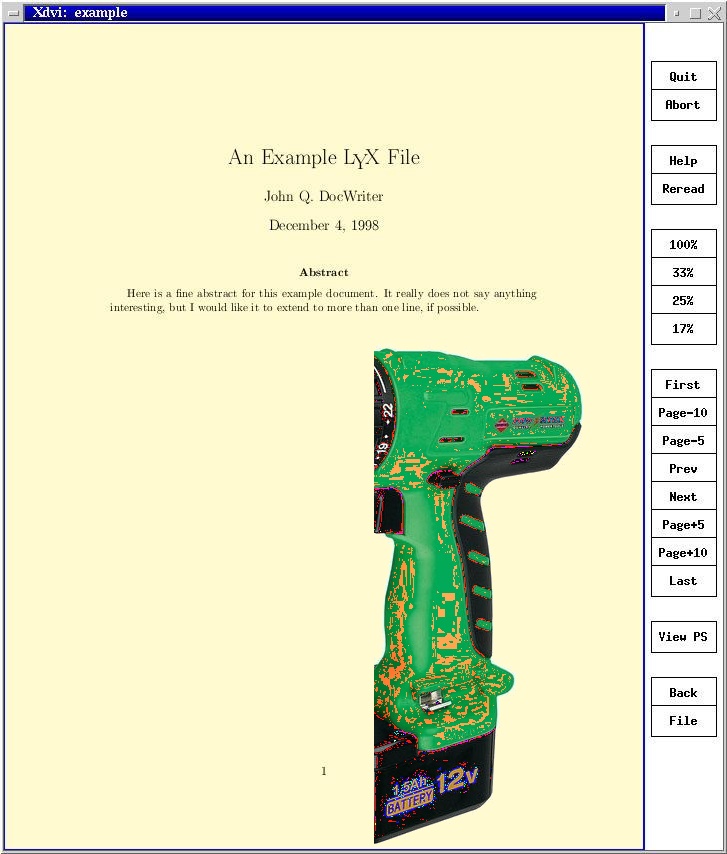 Xdvi: example
An Example LyX File
John Q. DocWriter
December 4, 1998
Abstract
Here is a fine abstract for this example document. It really does not say anything
interesting, but I would like it to extend to more than one line, if possible.
22
19
1.5Ah
BATTERY
12v
1
Quit
Abort
Help
Reread
100%
33%
25%
17%
First
Page-10
Page-5
Prev
Next
Page+5
Page+10
Last
View PS
Back
File